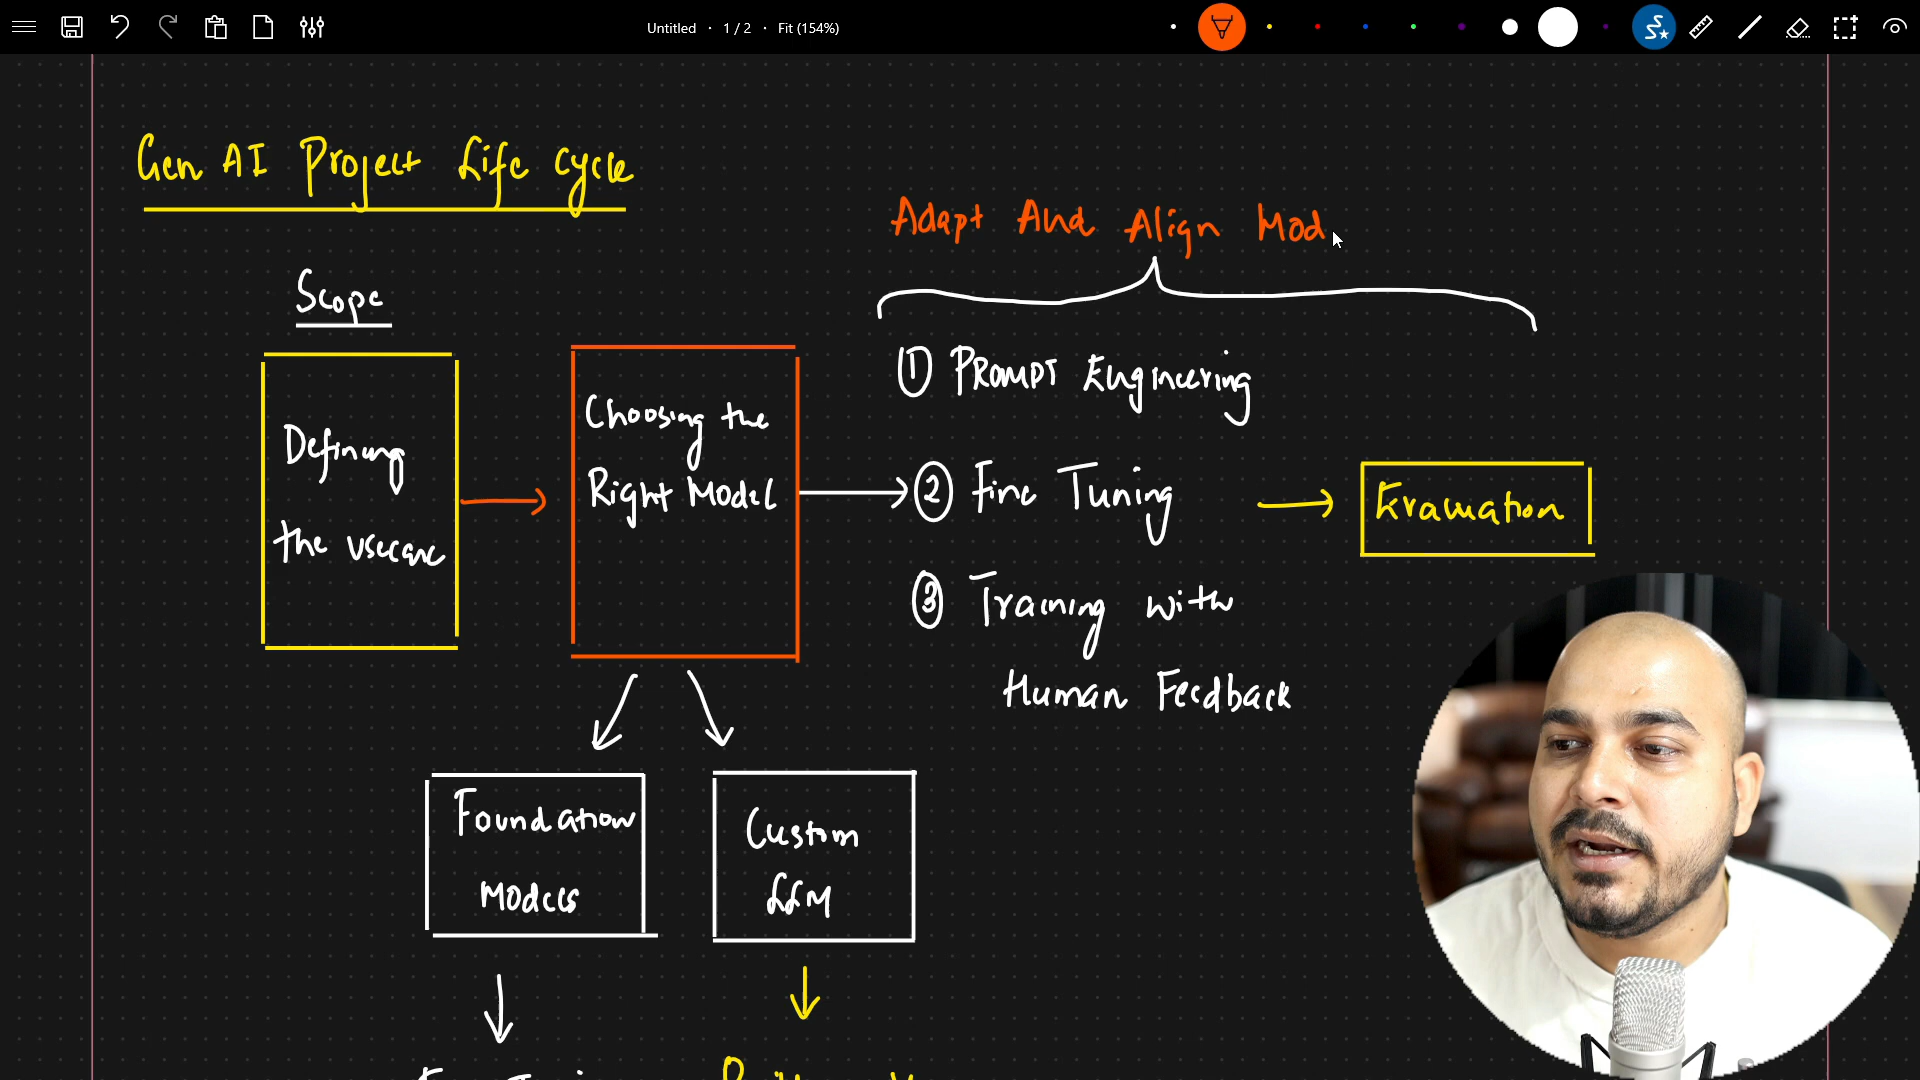 Untitled · 1 / 2 · Fit (154%)
Gen AI Project Life Cycle
Adapt And Align Mod
Scope
Defining
the usecase
Choosing the
Right Model
① PROMPT Engineering
② Fine Tuning
③ Training with
Human Feedback
Evaluation
Foundation
Models
Custom
LLM